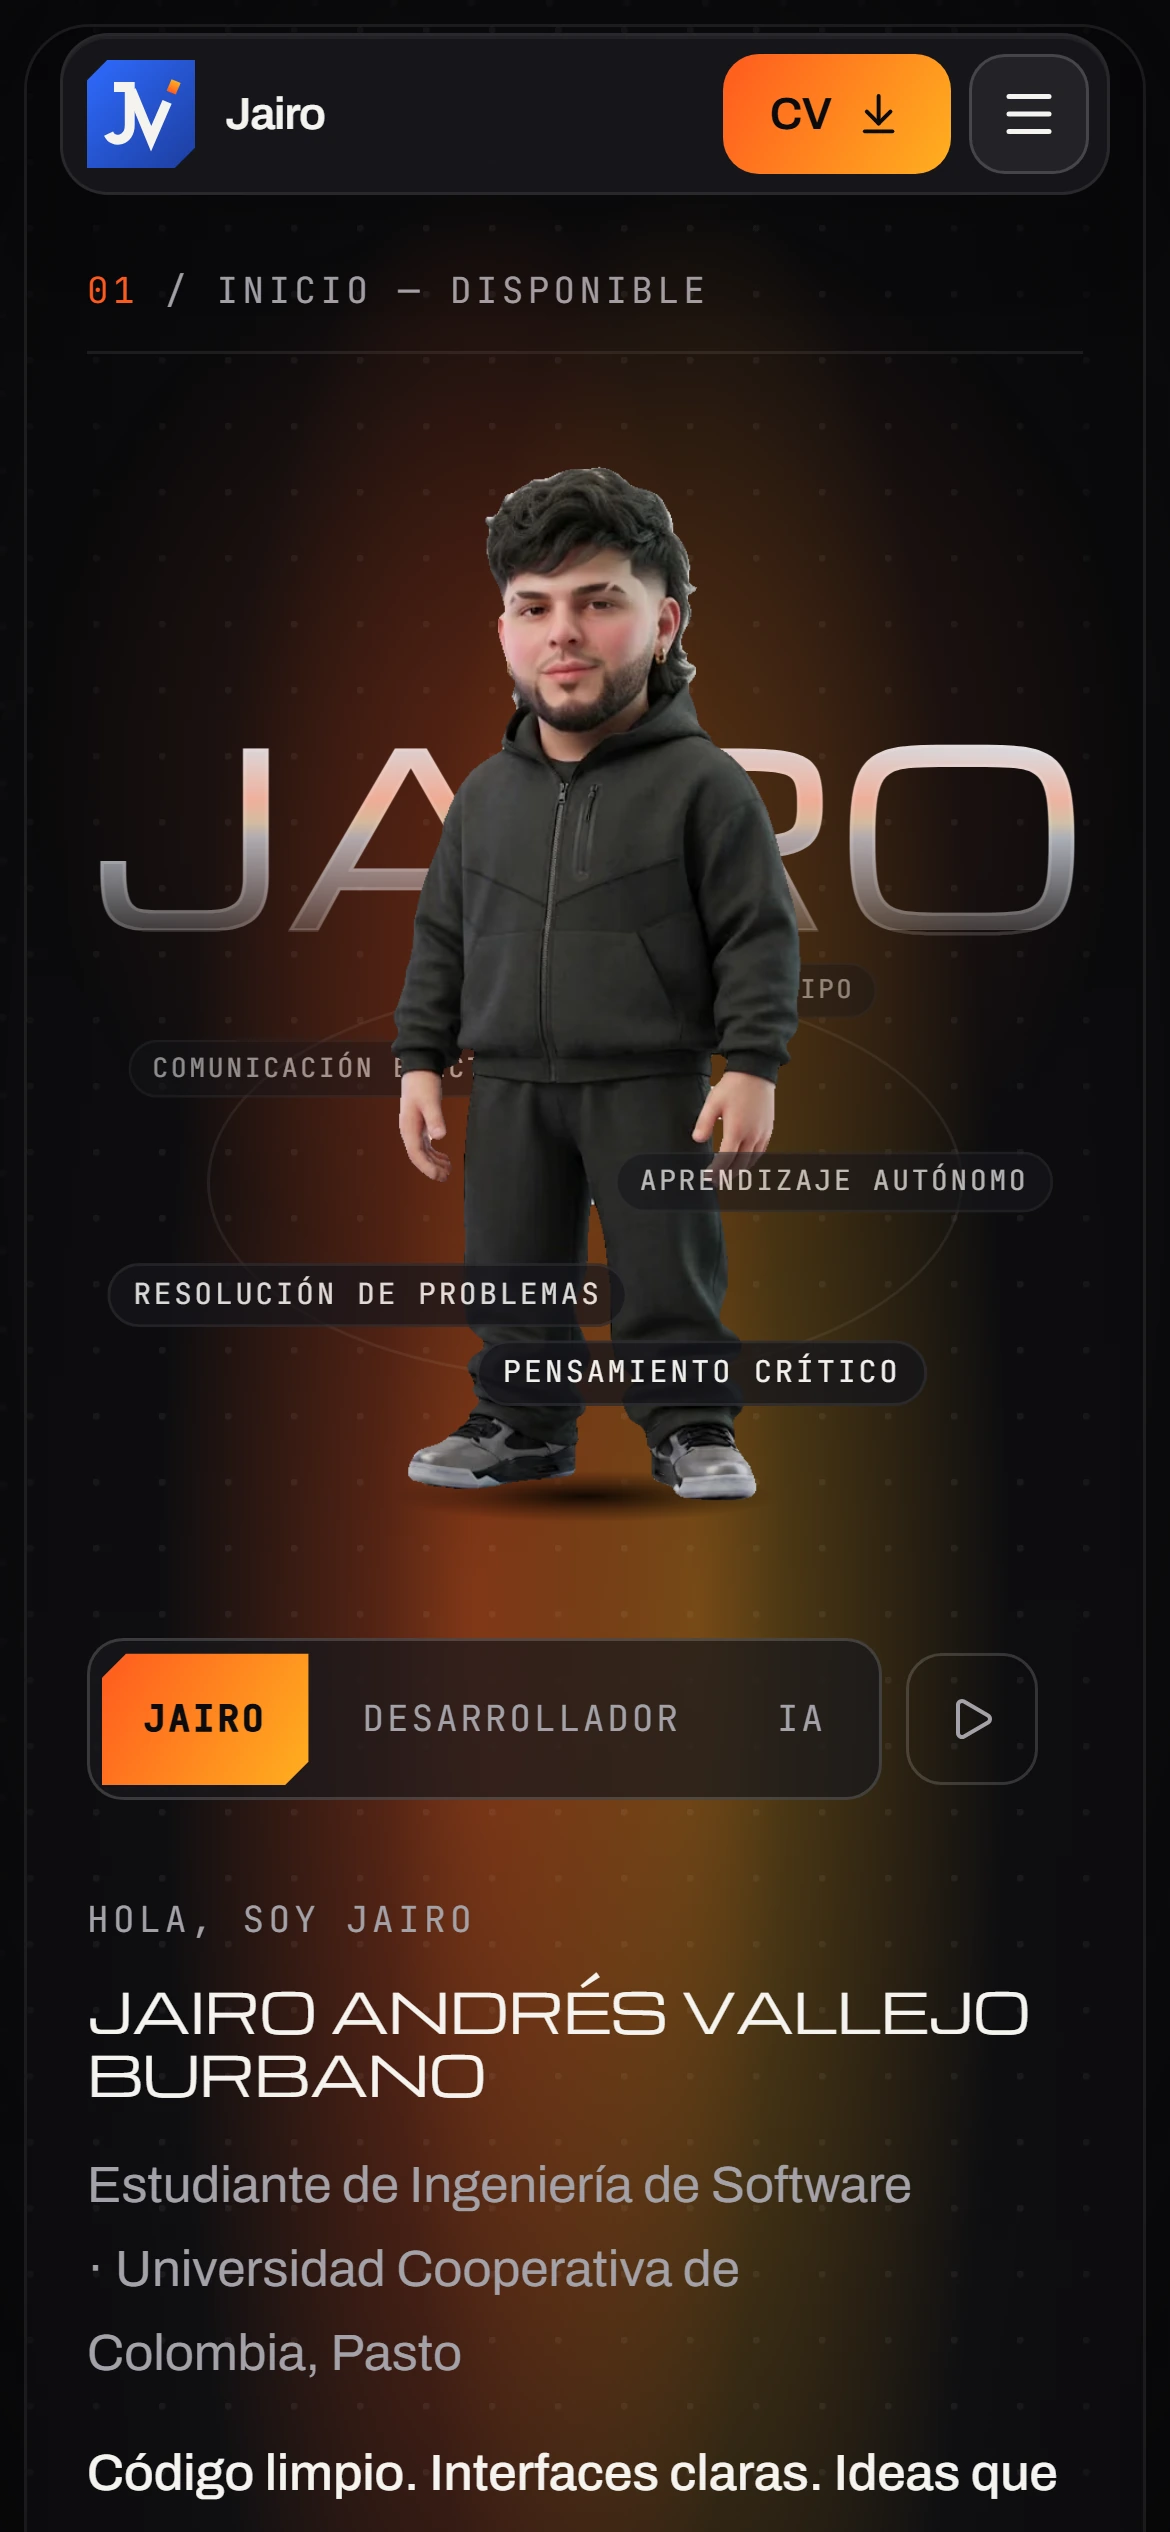 JV
Jairo
CV
01 / INICIO — DISPONIBLE
JA RO
IPO
COMUNICACIÓN
APRENDIZAJE AUTÓNOMO
RESOLUCIÓN DE PROBLEMAS
PENSAMIENTO CRÍTICO
JAIRO
DESARROLLADOR
IA
HOLA, SOY JAIRO
JAIRO ANDRÉS VALLEJO
BURBANO
Estudiante de Ingeniería de Software
· Universidad Cooperativa de
Colombia, Pasto
Código limpio. Interfaces claras. Ideas que